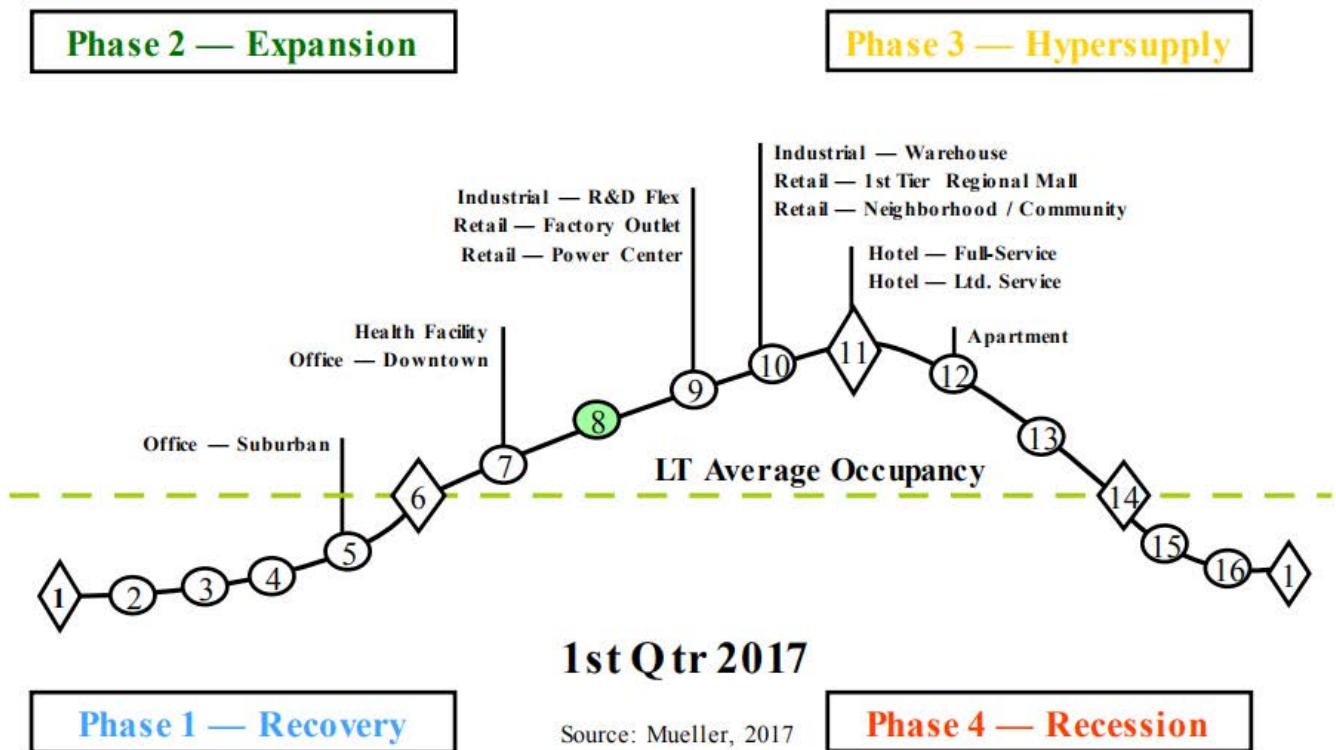 Phase 2 — Expansion
Phase 3 — Hypersupply
Industrial — Warehouse
Retail — 1st Tier Regional Mall
Retail — Neighborhood / Community
Industrial — R&D Flex
Retail — Factory Outlet
Retail — Power Center
Hotel — Full-Service
Hotel — Ltd. Service
Health Facility
Office — Downtown
Apartment
Office — Suburban
LT Average Occupancy
1
2
3
4
5
6
7
8
9
10
11
12
13
14
15
16
1
1st Qtr 2017
Phase 1 — Recovery
Source: Mueller, 2017
Phase 4 — Recession